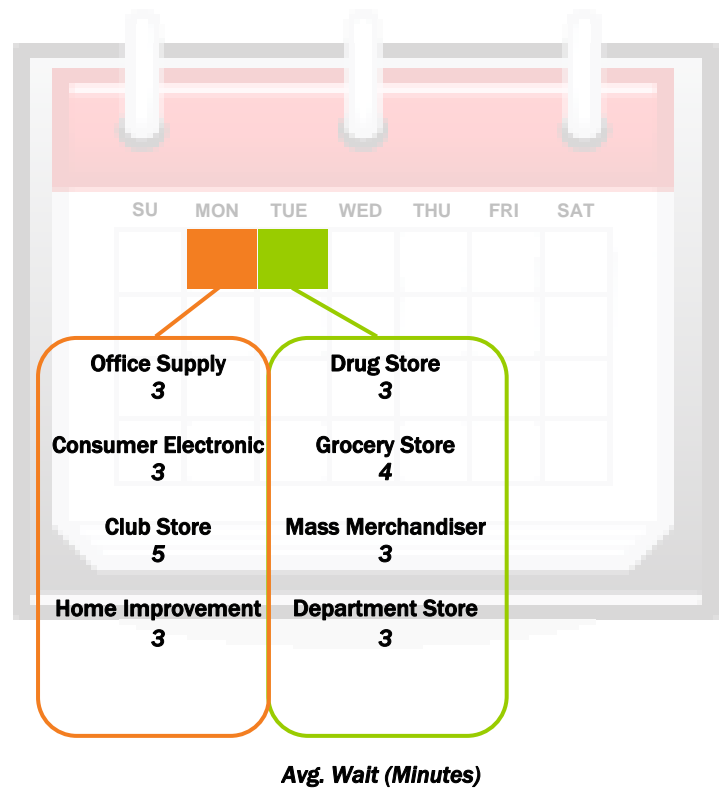 SU MON TUE WED THU FRI SAT
Office Supply
3
Consumer Electronic
3
Club Store
5
Home Improvement
3
Drug Store
3
Grocery Store
4
Mass Merchandiser
3
Department Store
3
Avg. Wait (Minutes)